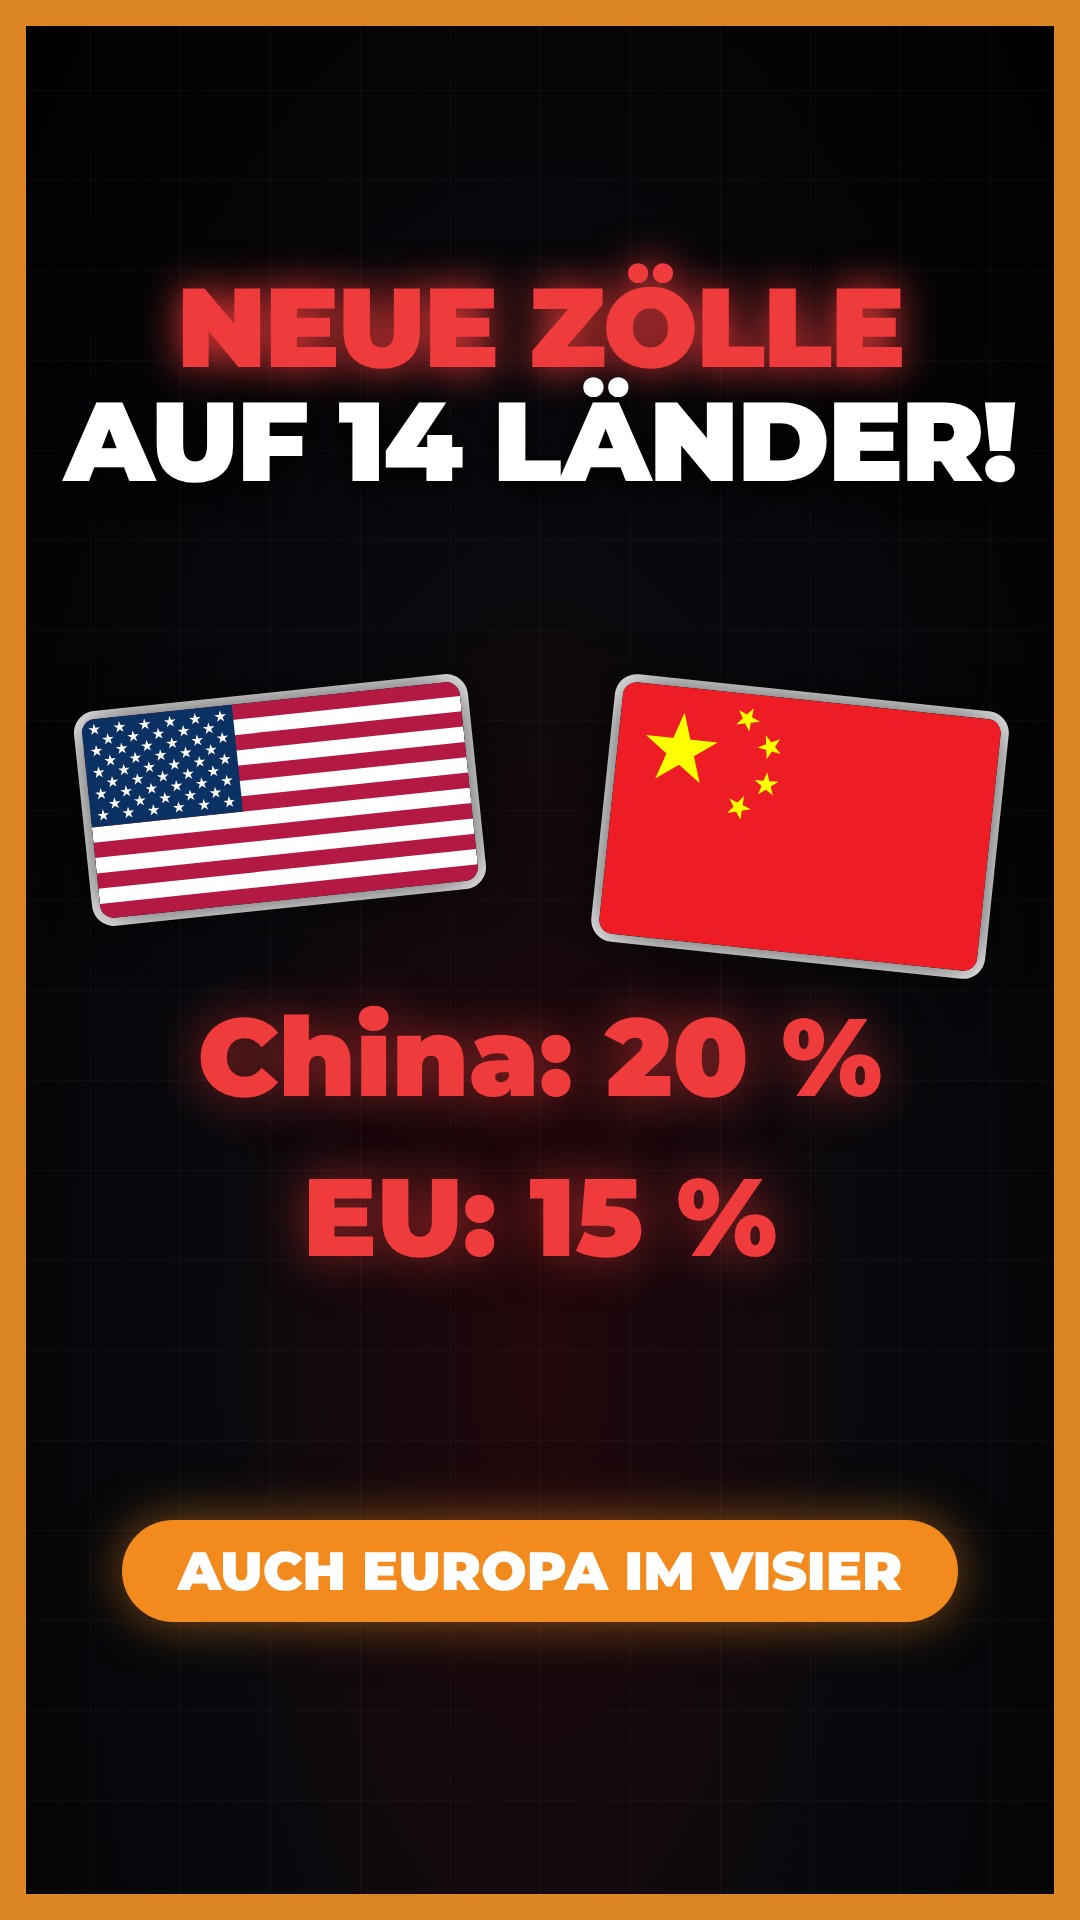 NEUE ZÖLLE
AUF 14 LÄNDER!
China: 20 %
EU: 15 %
AUCH EUROPA IM VISIER